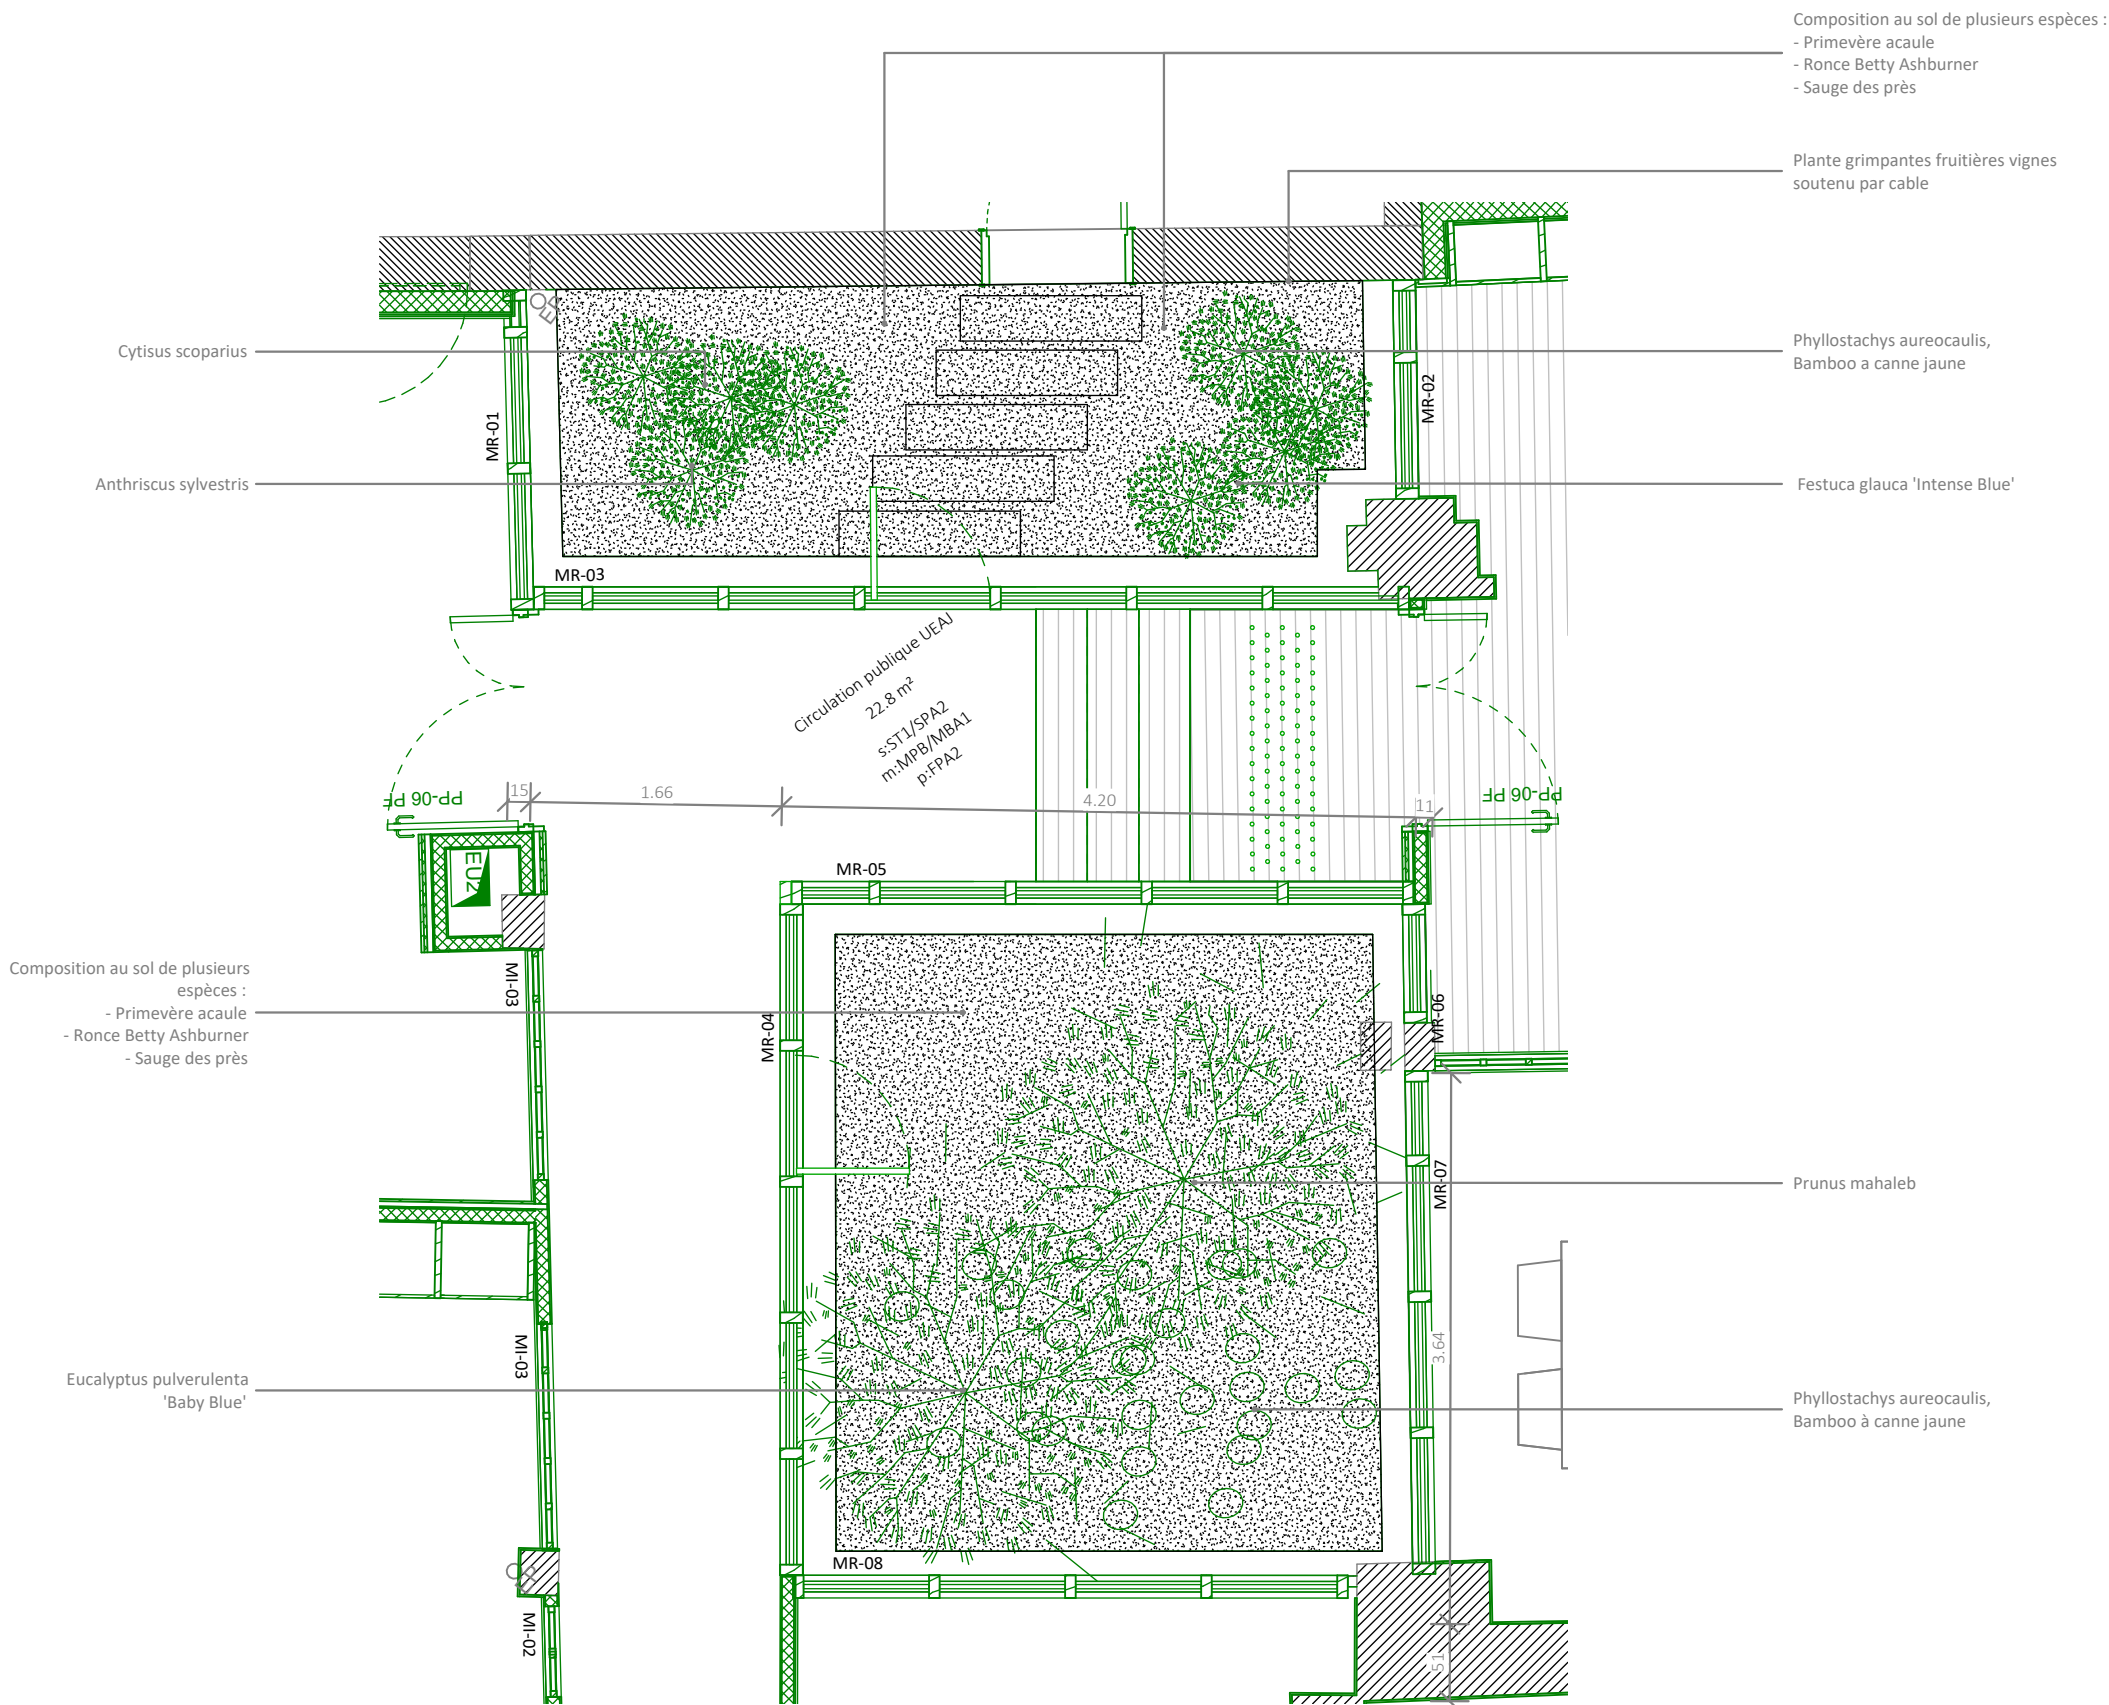 Composition au sol de plusieurs espèces :
- Primevère acaule
- Ronce Betty Ashburner
- Sauge des près
Plante grimpantes fruitières vignes
soutenu par cable
Cytisus scoparius
Phyllostachys aureocaulis,
Bamboo a canne jaune
MR-01
MR-02
Anthriscus sylvestris
Festuca glauca 'Intense Blue'
MR-03
Circulation publique UEAJ
22.8 m²
s:ST1/SPA2
m:MPB/MBA1
p:FPA2
PP-06 PF
15
1.66
4.20
11
PP-06 PF
EU2
MR-05
Composition au sol de plusieurs
espèces :
- Primevère acaule
- Ronce Betty Ashburner
- Sauge des près
MI-03
MR-04
MR-06
MR-07
Prunus mahaleb
MI-03
3.64
Eucalyptus pulverulenta
'Baby Blue'
Phyllostachys aureocaulis,
Bamboo à canne jaune
MR-08
MI-02
51